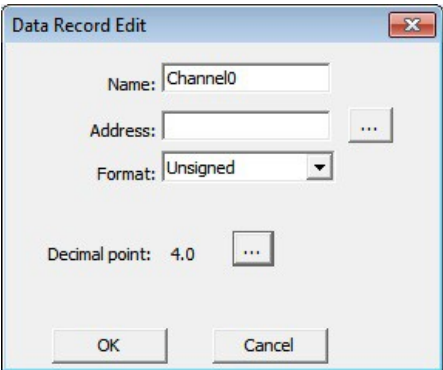 Data Record Edit
Name: Channel0
Address: ...
Format: Unsigned
Decimal point: 4.0 ...
OK Cancel